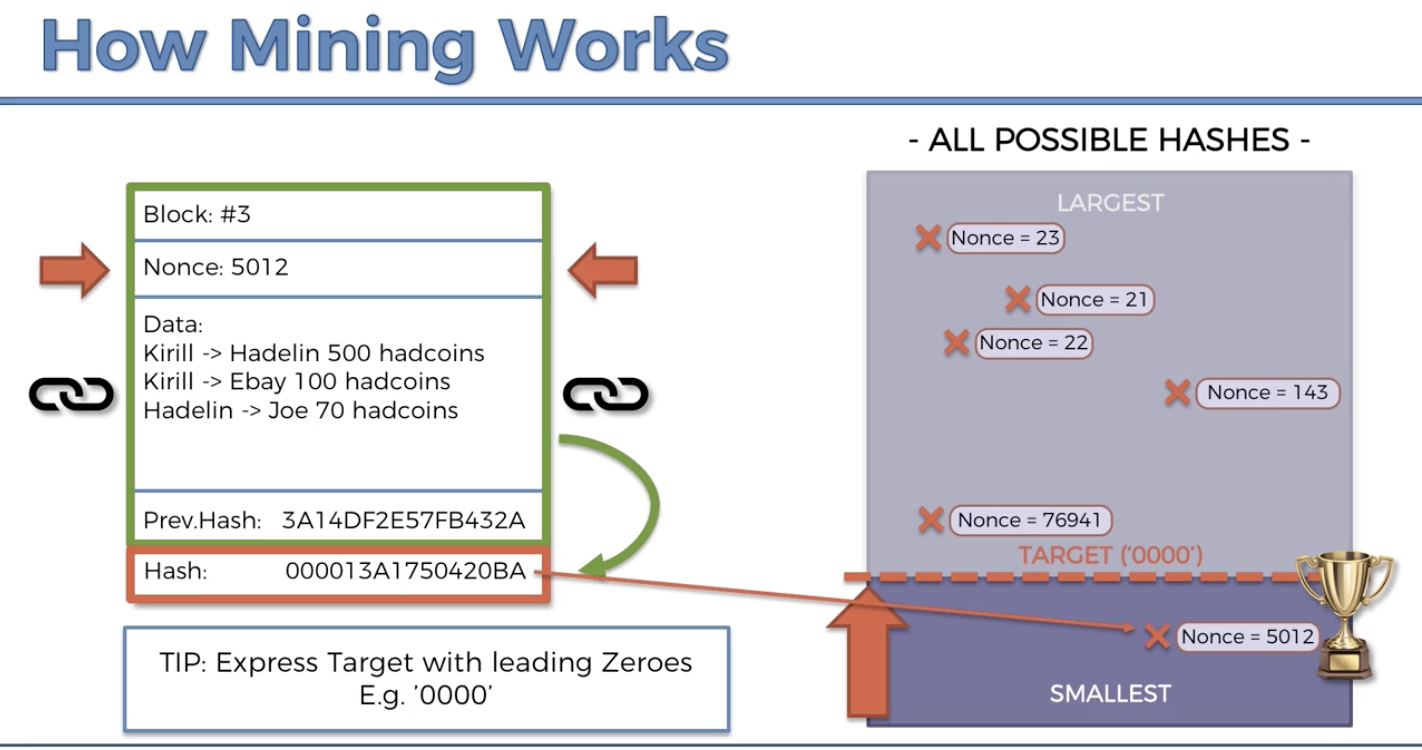 How Mining Works
Block: #3
Nonce: 5012
Data:
Kirill -> Hadelin 500 hadcoins
Kirill -> Ebay 100 hadcoins
Hadelin -> Joe 70 hadcoins
Prev.Hash: 3A14DF2E57FB432A
Hash: 000013A1750420BA
TIP: Express Target with leading Zeroes
E.g. '0000'
- ALL POSSIBLE HASHES -
LARGEST
Nonce = 23
Nonce = 21
Nonce = 22
Nonce = 143
Nonce = 76941
TARGET ('0000')
Nonce = 5012
SMALLEST